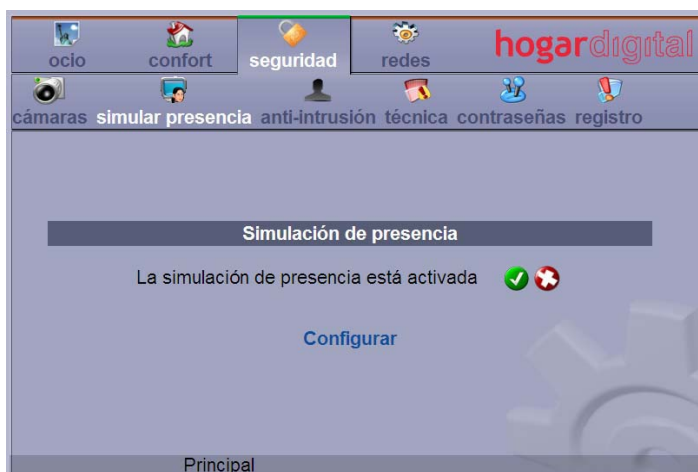 ocio confort seguridad redes hogardigital
cámaras simular presencia anti-intrusión técnica contraseñas registro
Simulación de presencia
La simulación de presencia está activada
Configurar
Principal